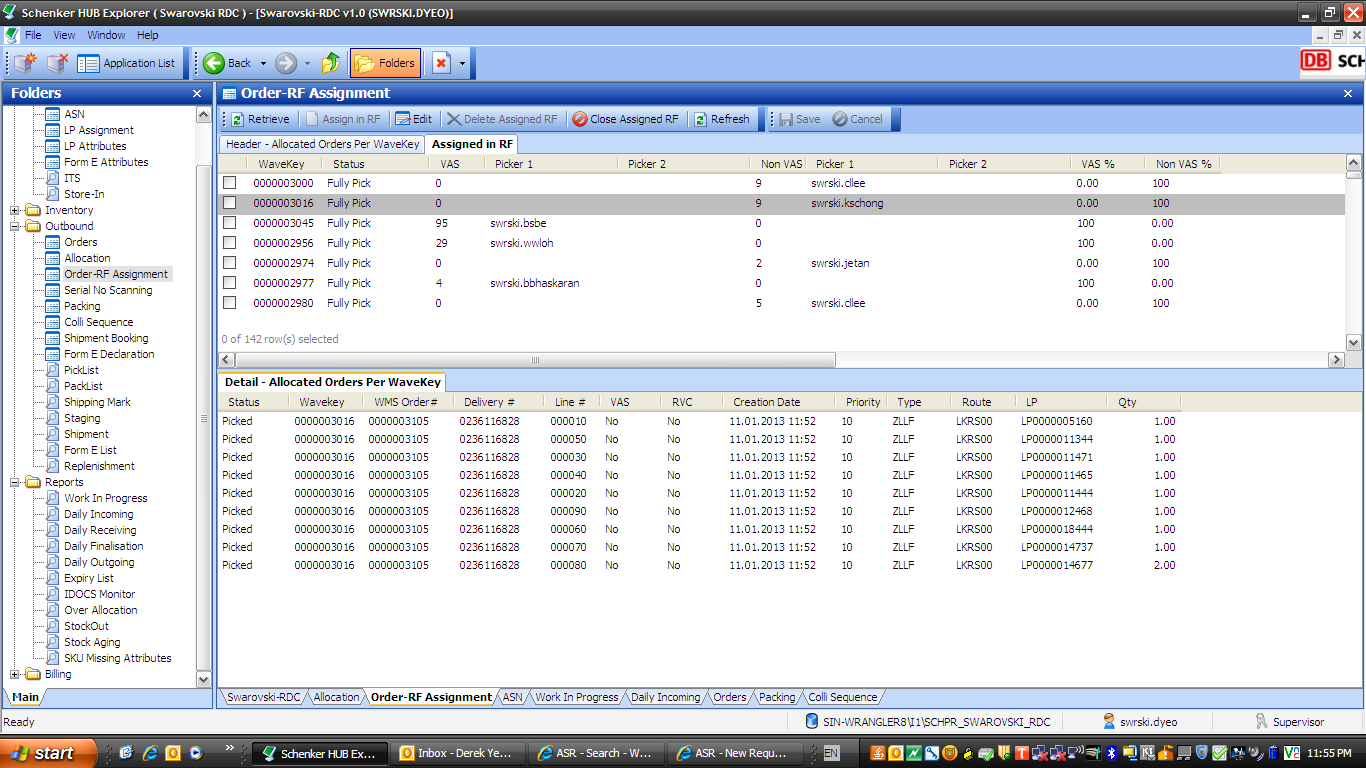 Schenker HUB Explorer ( Swarovski RDC ) - [Swarovski-RDC v1.0 (SWRSKI.DYEO)]
File View Window Help
Application List Back Folders DB SCH
Folders
ASN
LP Assignment
LP Attributes
Form E Attributes
ITS
Store-In
Inventory
Outbound
Orders
Allocation
Order-RF Assignment
Serial No Scanning
Packing
Colli Sequence
Shipment Booking
Form E Declaration
PickList
PackList
Shipping Mark
Staging
Shipment
Form E List
Replenishment
Reports
Work In Progress
Daily Incoming
Daily Receiving
Daily Finalisation
Daily Outgoing
Expiry List
IDOCS Monitor
Over Allocation
StockOut
Stock Aging
SKU Missing Attributes
Billing
Main
Order-RF Assignment
Retrieve Assign in RF Edit Delete Assigned RF Close Assigned RF Refresh Save Cancel
Header - Allocated Orders Per WaveKey Assigned in RF
WaveKey Status VAS Picker 1 Picker 2 Non VAS Picker 1 Picker 2 VAS % Non VAS %
0000003000 Fully Pick 0 9 swrski.cllee 0.00 100
0000003016 Fully Pick 0 9 swrski.kschong 0.00 100
0000003045 Fully Pick 95 swrski.bsbe 0 100 0.00
0000002956 Fully Pick 29 swrski.wwloh 0 100 0.00
0000002974 Fully Pick 0 2 swrski.jetan 0.00 100
0000002977 Fully Pick 4 swrski.bbhaskaran 0 100 0.00
0000002980 Fully Pick 0 5 swrski.cllee 0.00 100
0 of 142 row(s) selected
Detail - Allocated Orders Per WaveKey
Status Wavekey WMS Order# Delivery # Line # VAS RVC Creation Date Priority Type Route LP Qty
Picked 0000003016 0000003105 0236116828 000010 No No 11.01.2013 11:52 10 ZLLF LKRS00 LP0000005160 1.00
Picked 0000003016 0000003105 0236116828 000050 No No 11.01.2013 11:52 10 ZLLF LKRS00 LP0000011344 1.00
Picked 0000003016 0000003105 0236116828 000030 No No 11.01.2013 11:52 10 ZLLF LKRS00 LP0000011471 1.00
Picked 0000003016 0000003105 0236116828 000040 No No 11.01.2013 11:52 10 ZLLF LKRS00 LP0000011465 1.00
Picked 0000003016 0000003105 0236116828 000020 No No 11.01.2013 11:52 10 ZLLF LKRS00 LP0000011444 1.00
Picked 0000003016 0000003105 0236116828 000090 No No 11.01.2013 11:52 10 ZLLF LKRS00 LP0000012468 1.00
Picked 0000003016 0000003105 0236116828 000060 No No 11.01.2013 11:52 10 ZLLF LKRS00 LP0000018444 1.00
Picked 0000003016 0000003105 0236116828 000070 No No 11.01.2013 11:52 10 ZLLF LKRS00 LP0000014737 1.00
Picked 0000003016 0000003105 0236116828 000080 No No 11.01.2013 11:52 10 ZLLF LKRS00 LP0000014677 2.00
Swarovski-RDC Allocation Order-RF Assignment ASN Work In Progress Daily Incoming Orders Packing Colli Sequence
Ready SIN-WRANGLER8\I1\SCHPR_SWAROVSKI_RDC swrski.dyeo Supervisor
start Schenker HUB Ex... Inbox - Derek Ye... ASR - Search - W... ASR - New Requ... EN 11:55 PM